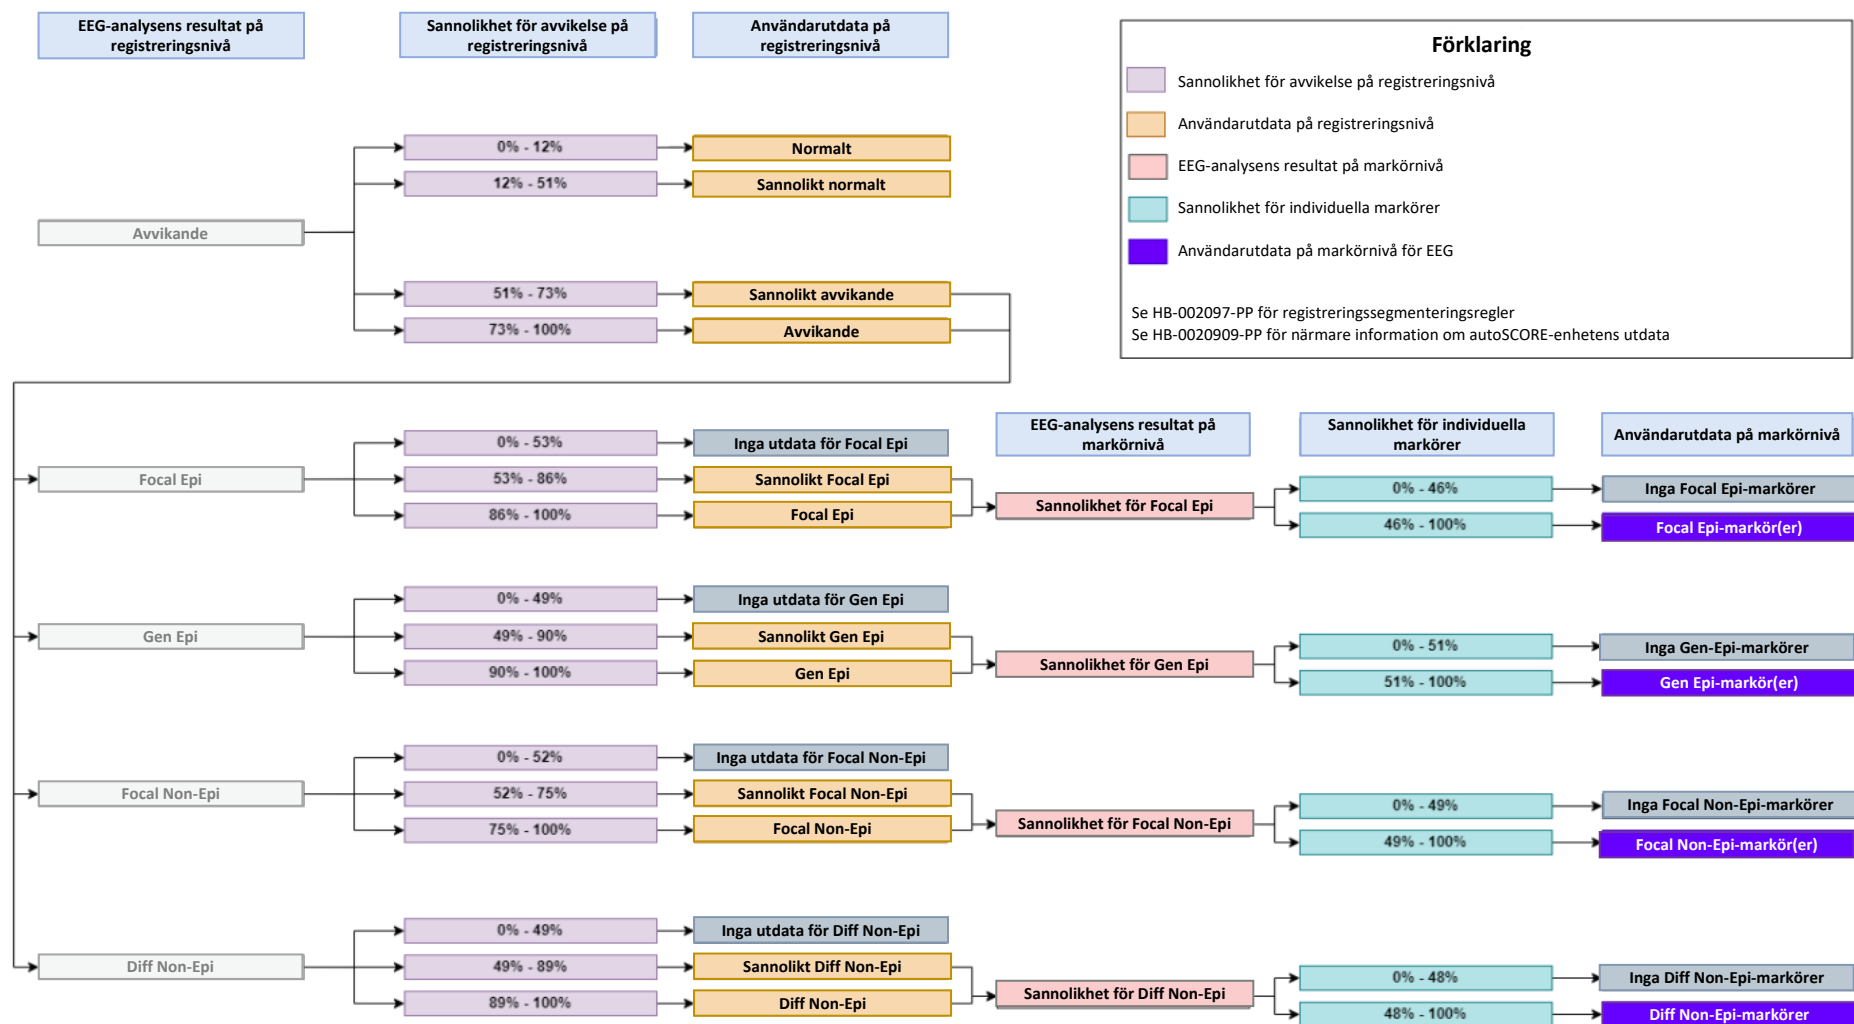 EEG-analysens resultat på
registreringsnivå
Sannolikhet för avvikelse på
registreringsnivå
Användarutdata på
registreringsnivå
Förklaring
Sannolikhet för avvikelse på registreringsnivå
Användarutdata på registreringsnivå
EEG-analysens resultat på markörnivå
Sannolikhet för individuella markörer
Användarutdata på markörnivå för EEG
Se HB-002097-PP för registreringssegmenteringsregler
Se HB-0020909-PP för närmare information om autoSCORE-enhetens utdata
Avvikande
0% - 12%
Normalt
12% - 51%
Sannolikt normalt
51% - 73%
Sannolikt avvikande
73% - 100%
Avvikande
EEG-analysens resultat på
markörnivå
Sannolikhet för individuella
markörer
Användarutdata på markörnivå
Focal Epi
0% - 53%
Inga utdata för Focal Epi
53% - 86%
Sannolikt Focal Epi
86% - 100%
Focal Epi
Sannolikhet för Focal Epi
0% - 46%
Inga Focal Epi-markörer
46% - 100%
Focal Epi-markör(er)
Gen Epi
0% - 49%
Inga utdata för Gen Epi
49% - 90%
Sannolikt Gen Epi
90% - 100%
Gen Epi
Sannolikhet för Gen Epi
0% - 51%
Inga Gen-Epi-markörer
51% - 100%
Gen Epi-markör(er)
Focal Non-Epi
0% - 52%
Inga utdata för Focal Non-Epi
52% - 75%
Sannolikt Focal Non-Epi
75% - 100%
Focal Non-Epi
Sannolikhet för Focal Non-Epi
0% - 49%
Inga Focal Non-Epi-markörer
49% - 100%
Focal Non-Epi-markör(er)
Diff Non-Epi
0% - 49%
Inga utdata för Diff Non-Epi
49% - 89%
Sannolikt Diff Non-Epi
89% - 100%
Diff Non-Epi
Sannolikhet för Diff Non-Epi
0% - 48%
Inga Diff Non-Epi-markörer
48% - 100%
Diff Non-Epi-markörer